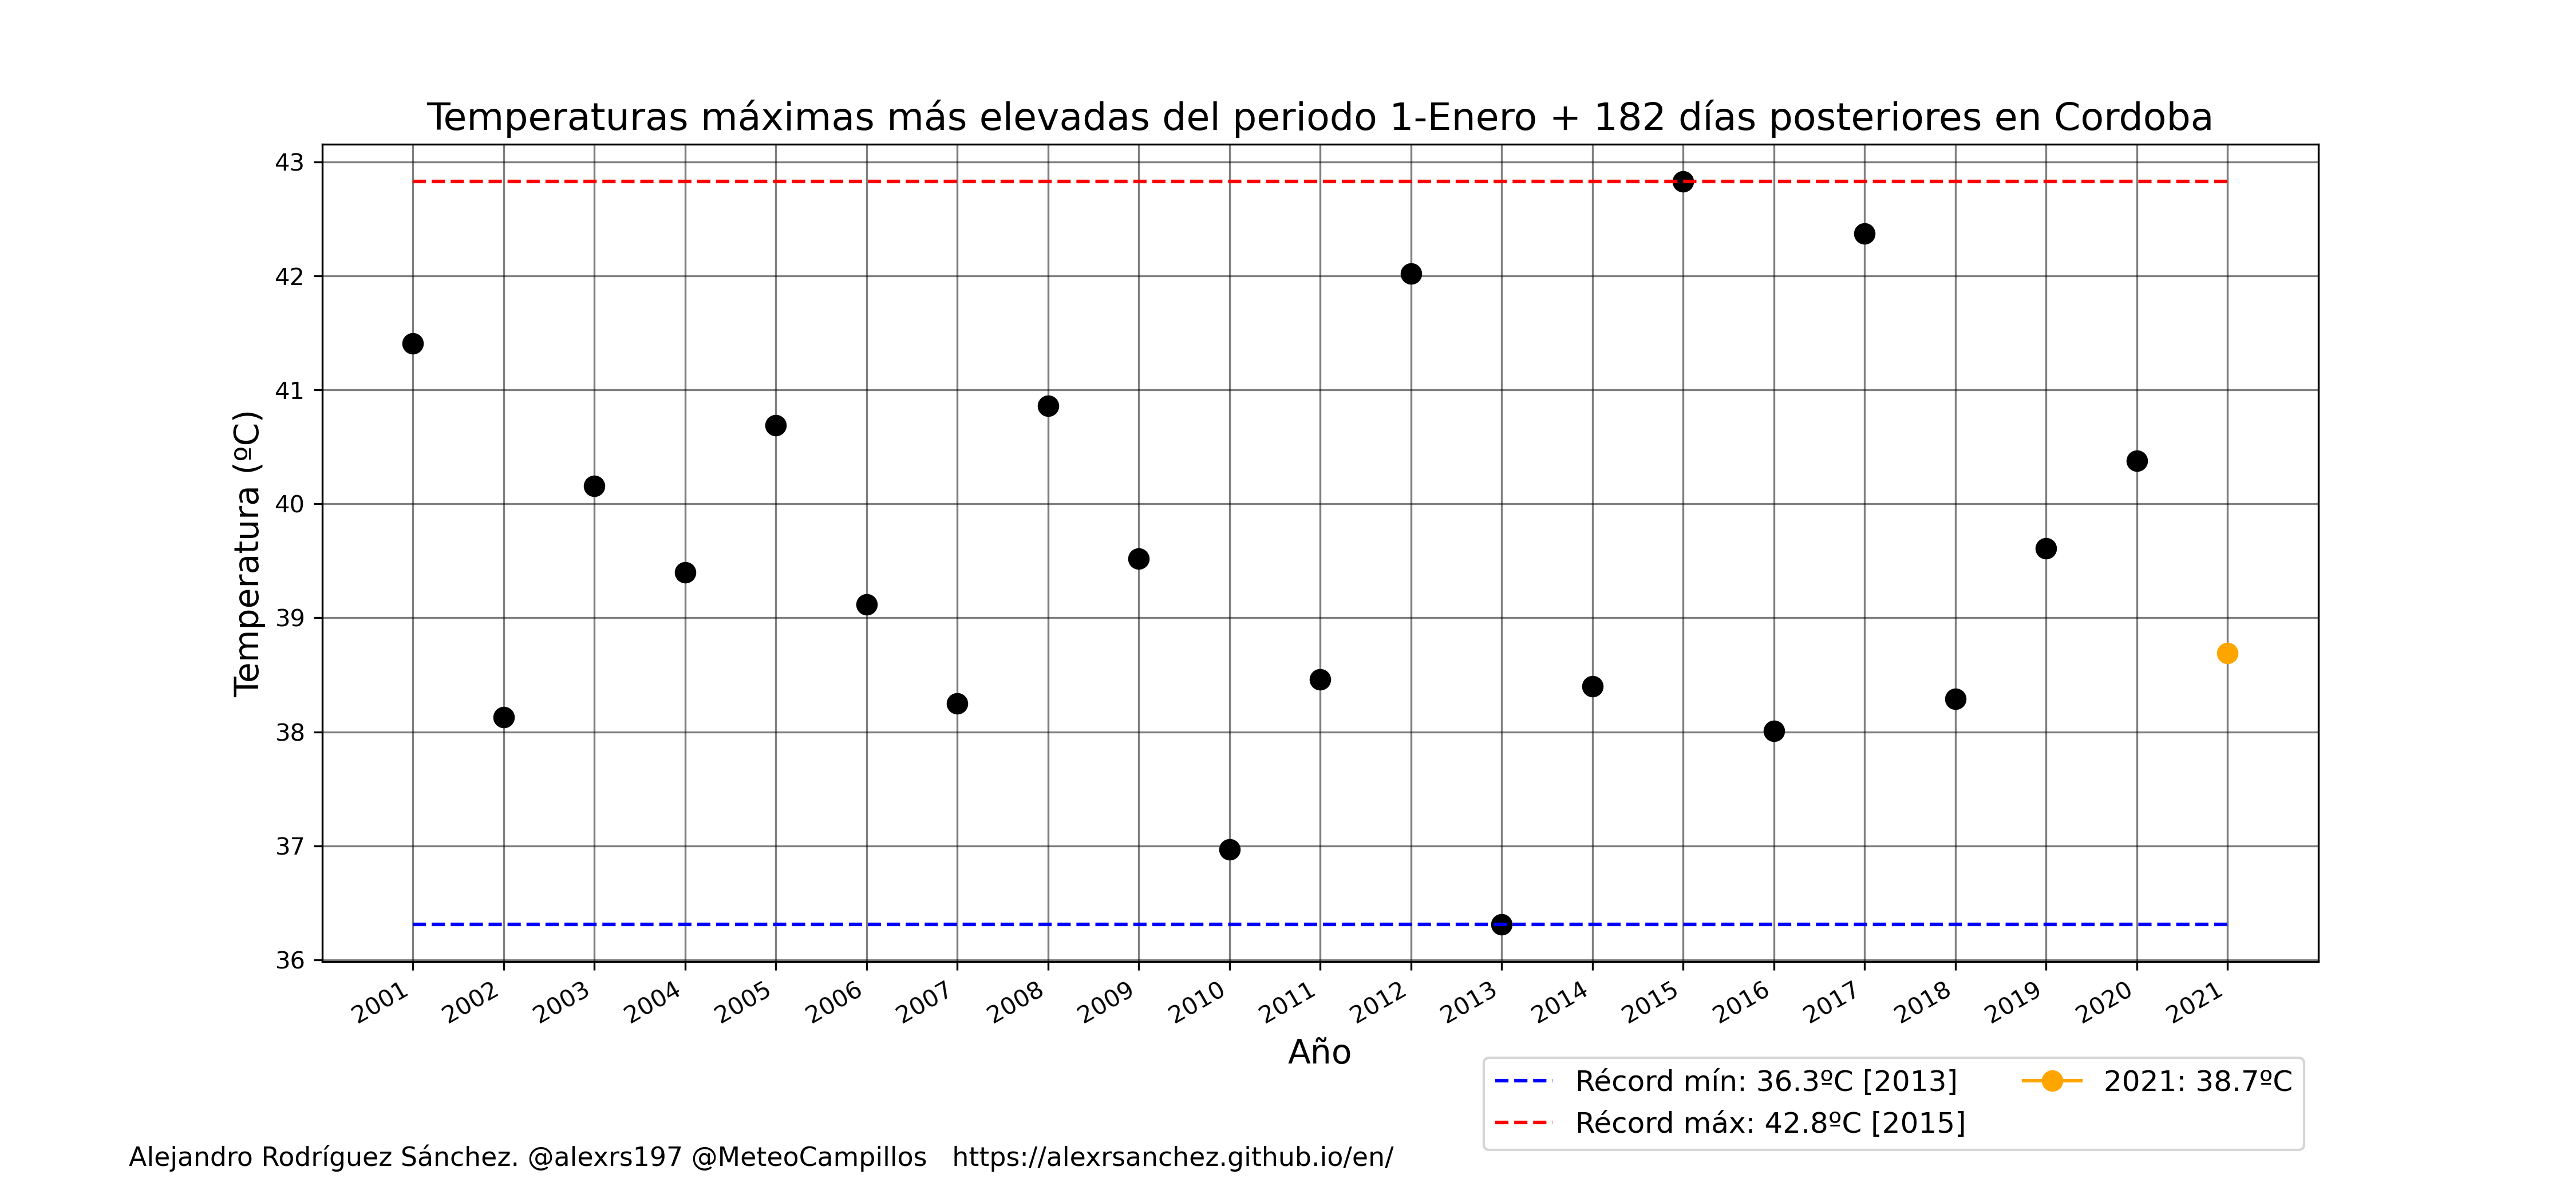 Temperaturas máximas más elevadas del periodo 1-Enero + 182 días posteriores en Cordoba
Temperatura (ºC)
43
42
41
40
39
38
37
36
2001 2002 2003 2004 2005 2006 2007 2008 2009 2010 2011 2012 2013 2014 2015 2016 2017 2018 2019 2020 2021
Año
Récord mín: 36.3ºC [2013]
Récord máx: 42.8ºC [2015]
2021: 38.7ºC
Alejandro Rodríguez Sánchez. @alexrs197 @MeteoCampillos https://alexrsanchez.github.io/en/